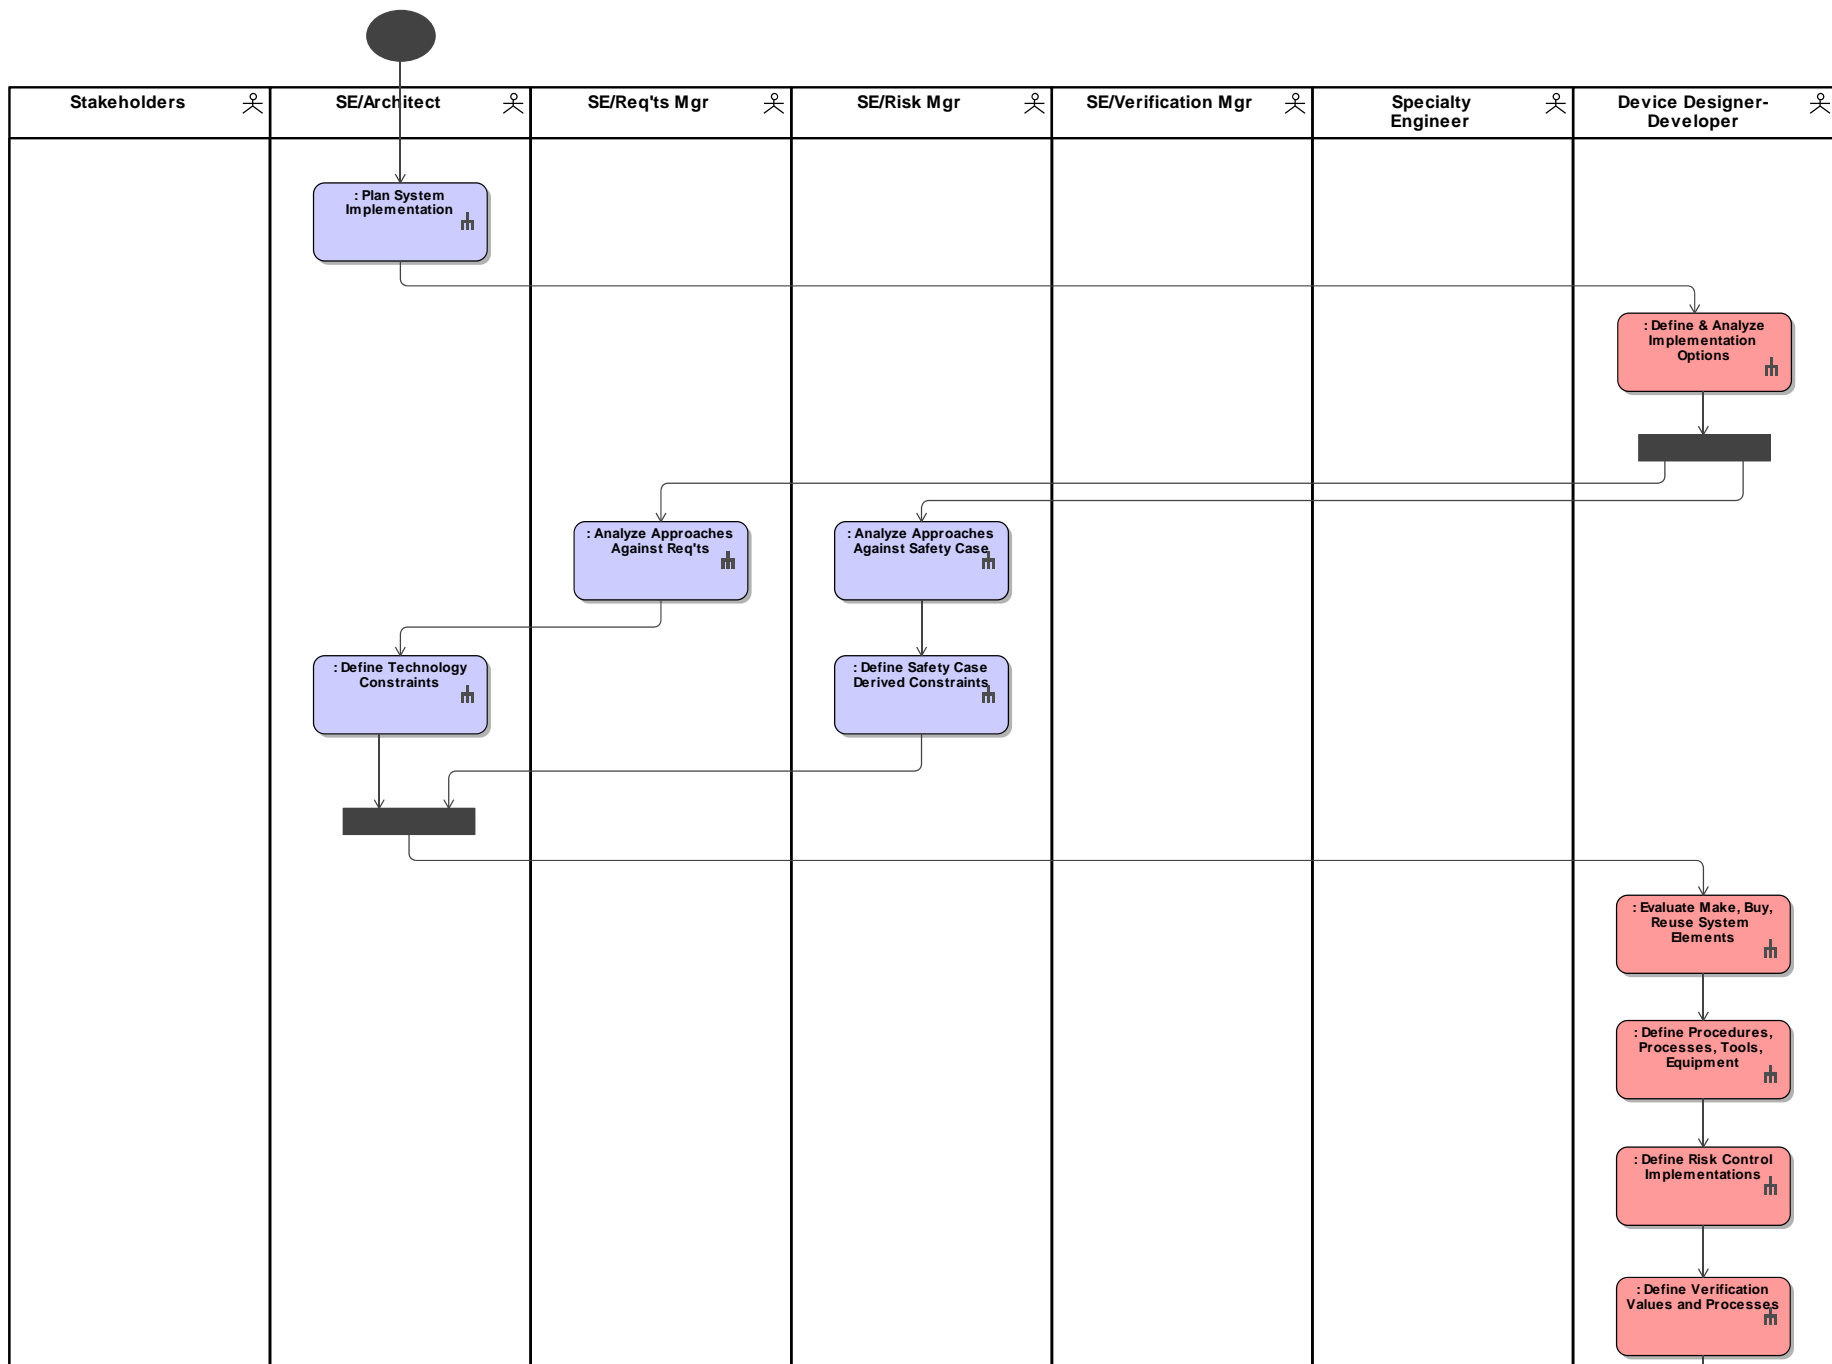 Stakeholders
SE/Architect
SE/Req'ts Mgr
SE/Risk Mgr
SE/Verification Mgr
Specialty
Engineer
Device Designer-
Developer
: Plan System
Implementation
: Define & Analyze
Implementation
Options
: Analyze Approaches
Against Req'ts
: Analyze Approaches
Against Safety Case
: Define Technology
Constraints
: Define Safety Case
Derived Constraints
: Evaluate Make, Buy,
Reuse System
Elements
: Define Procedures,
Processes, Tools,
Equipment
: Define Risk Control
Implementations
: Define Verification
Values and Processes